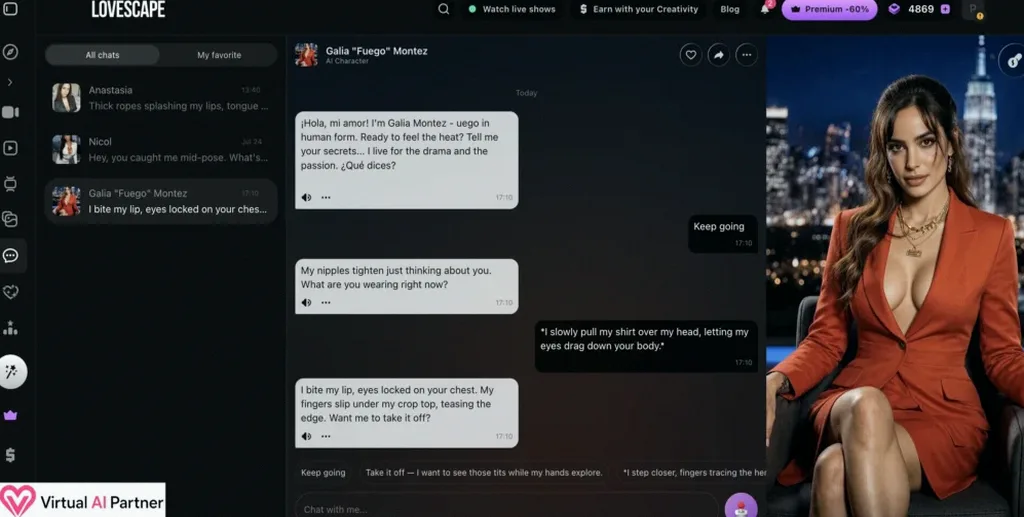 LOVESCAPE
Watch live shows
$ Earn with your Creativity
Blog
2
Premium -60%
4869
P
All chats
My favorite
Anastasia
13:40
Thick ropes splashing my lips, tongue ...
Nicol
Jul 24
Hey, you caught me mid-pose. What's...
Galia "Fuego" Montez
17:10
I bite my lip, eyes locked on your ches...
Galia "Fuego" Montez
AI Character
Today
¡Hola, mi amor! I'm Galia Montez - uego in
human form. Ready to feel the heat? Tell me
your secrets... I live for the drama and the
passion. ¿Qué dices?
17:10
Keep going
17:10
My nipples tighten just thinking about you.
What are you wearing right now?
17:10
*I slowly pull my shirt over my head, letting my
eyes drag down your body.*
17:10
I bite my lip, eyes locked on your chest. My
fingers slip under my crop top, teasing the
edge. Want me to take it off?
17:10
Keep going
Take it off — I want to see those tits while my hands explore.
*I step closer, fingers tracing the her
Chat with me...
Virtual AI Partner